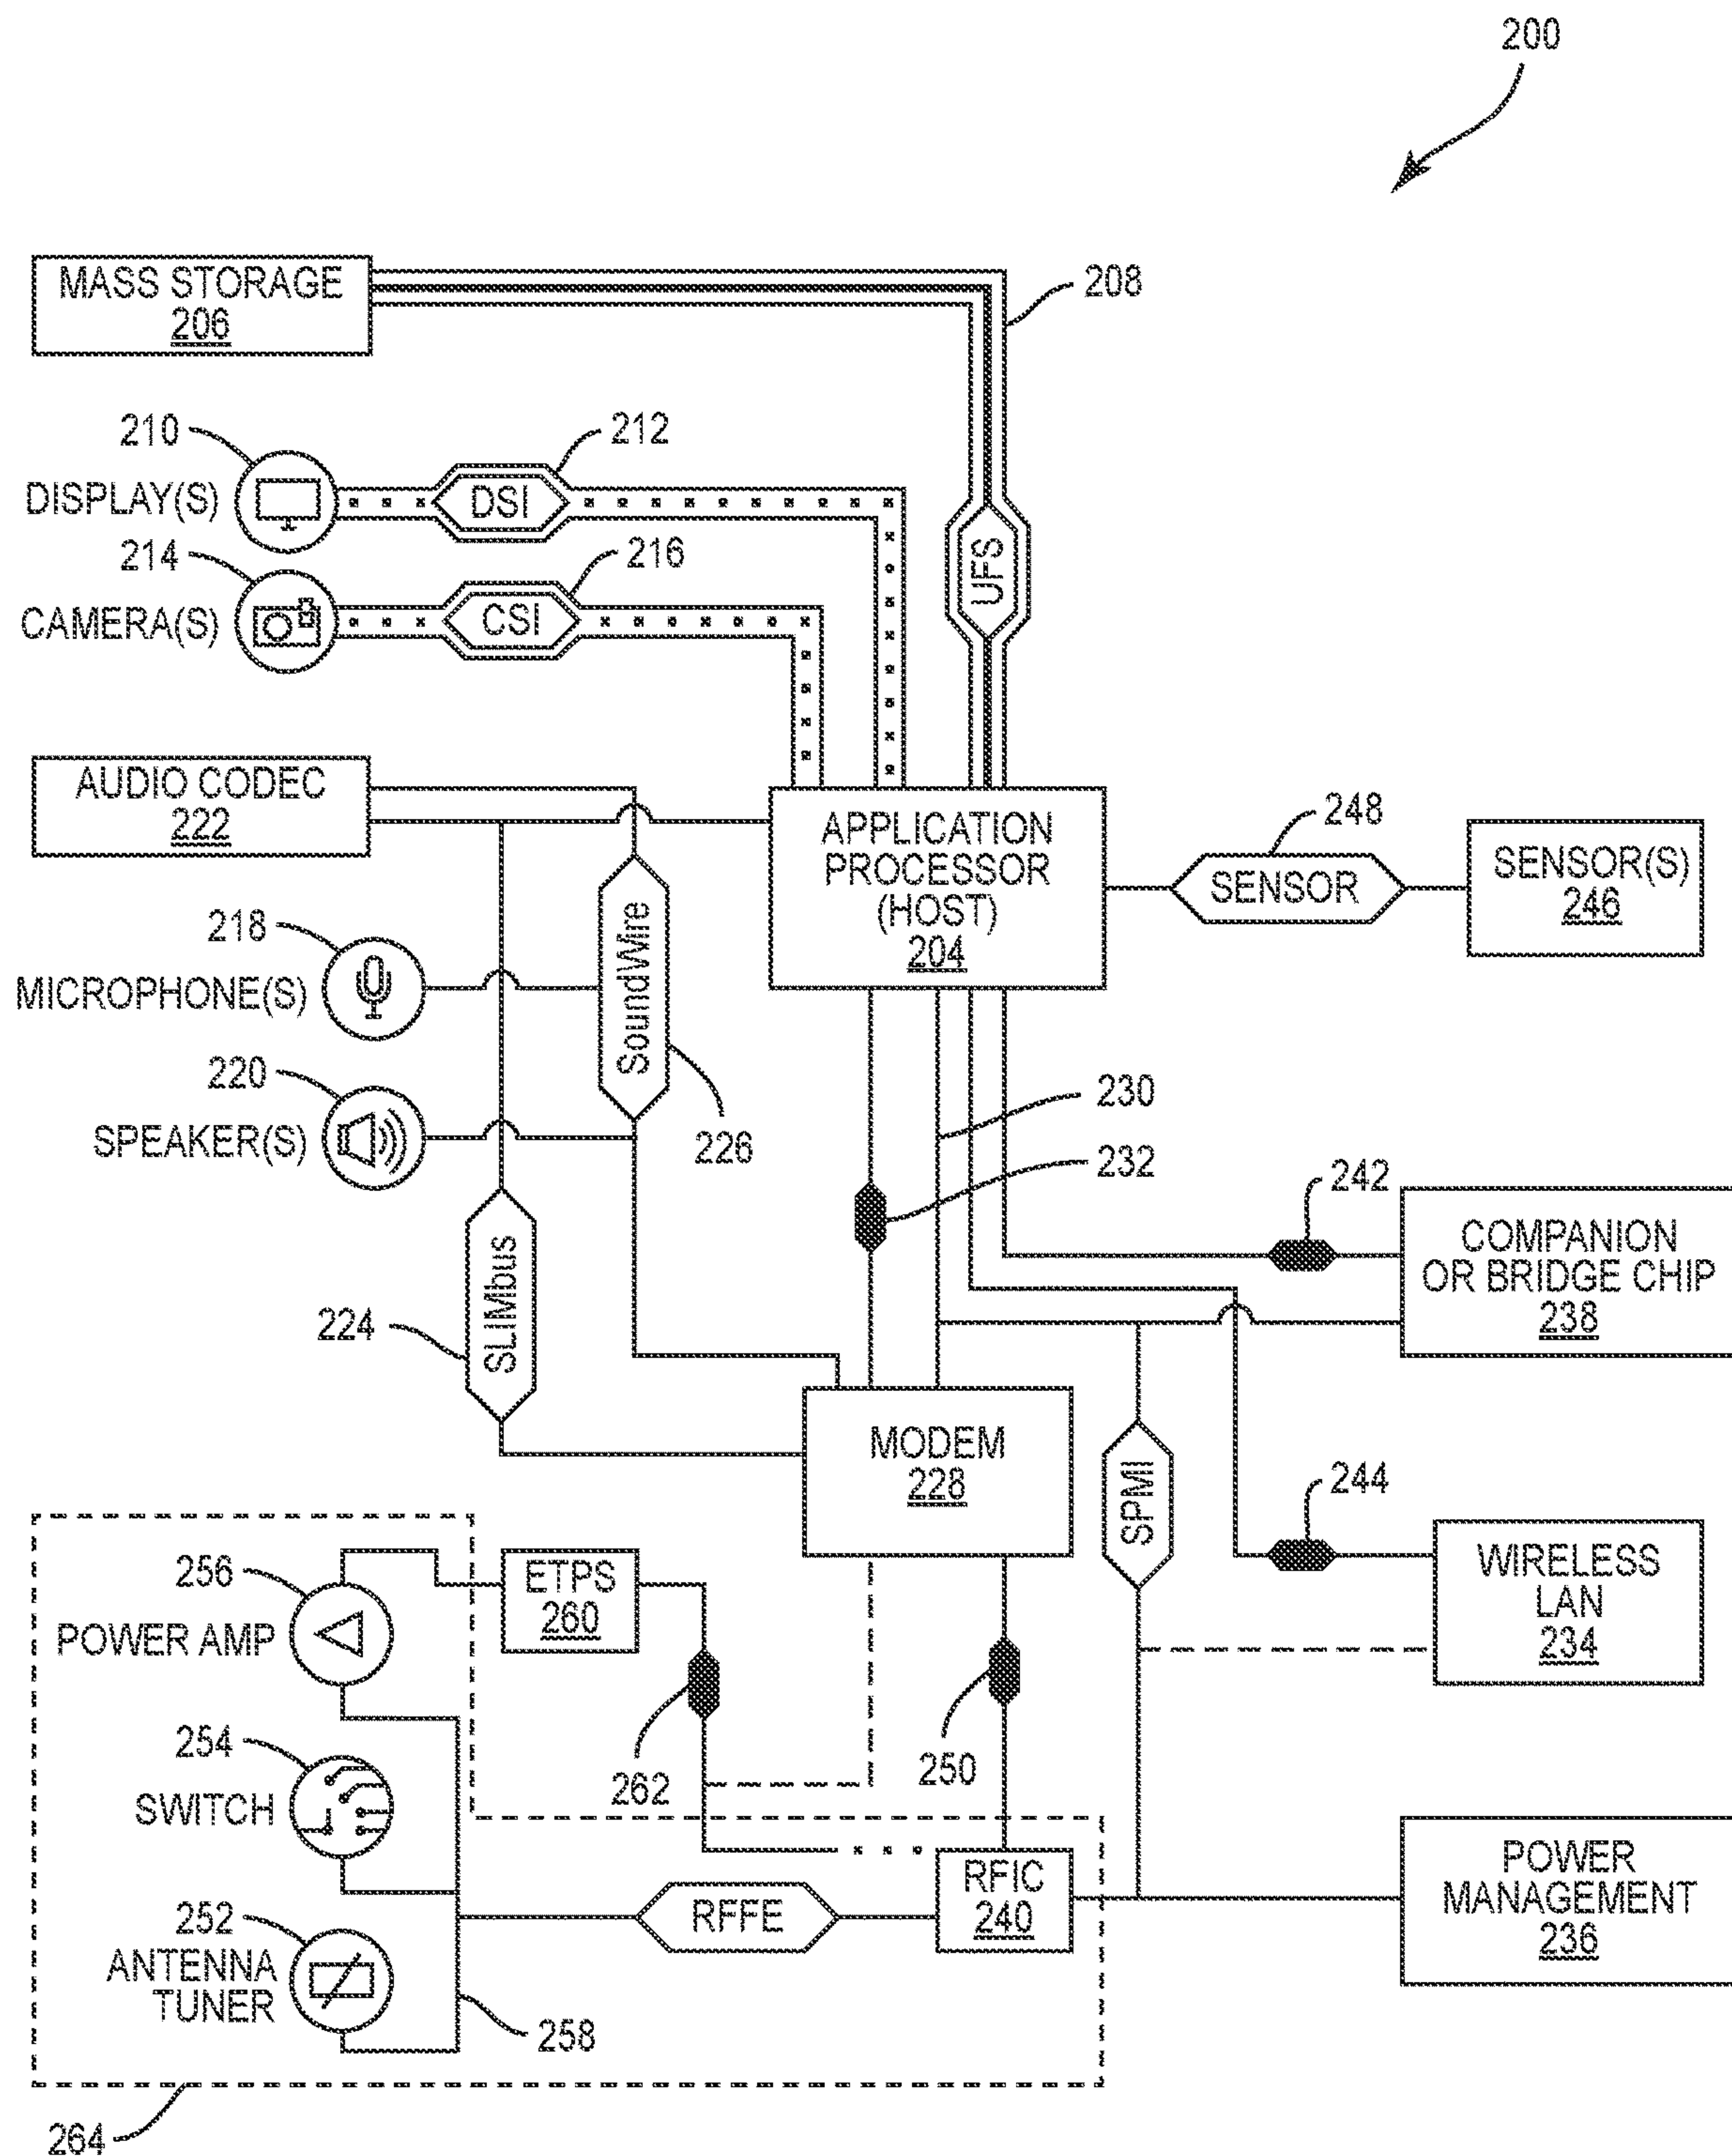 200
MASS STORAGE
206
208
210
212
DISPLAY(S)
DSI
214
216
CAMERA(S)
CSI
UFS
AUDIO CODEC
222
APPLICATION
PROCESSOR
(HOST)
204
248
SENSOR
SENSOR(S)
246
218
MICROPHONE(S)
SoundWire
220
SPEAKER(S)
226
230
232
242
COMPANION
OR BRIDGE CHIP
238
224
SLIMbus
MODEM
228
SPMI
244
WIRELESS
LAN
234
256
POWER AMP
ETPS
260
254
SWITCH
262
250
252
ANTENNA
TUNER
RFFE
RFIC
240
POWER
MANAGEMENT
236
258
264